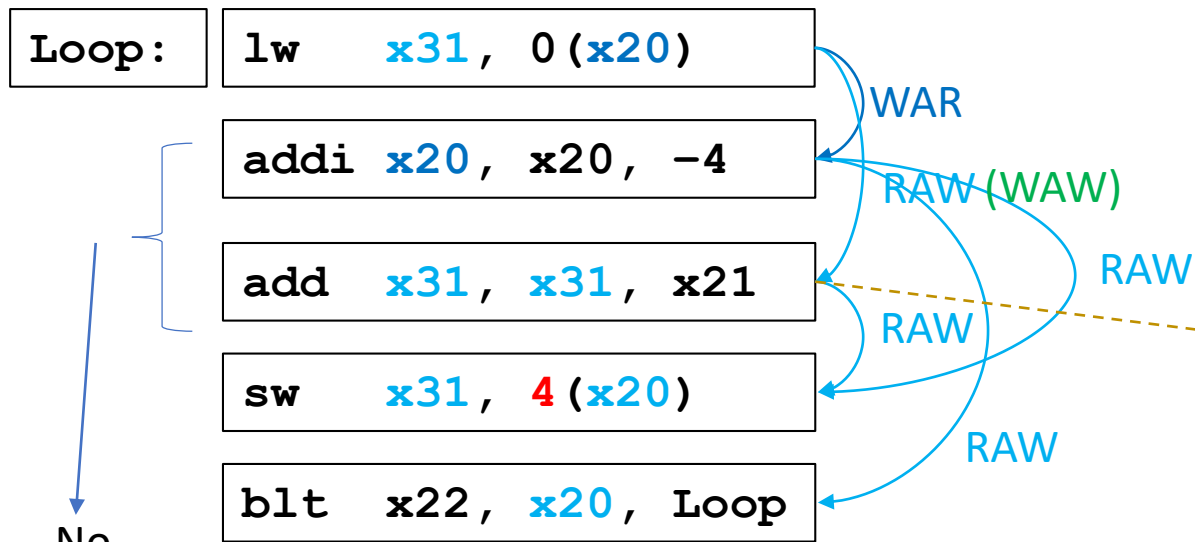 Loop: lw x31, 0(x20)
WAR
addi x20, x20, −4
RAW (WAW)
add x31, x31, x21
RAW
RAW
sw x31, 4(x20)
RAW
blt x22, x20, Loop
No